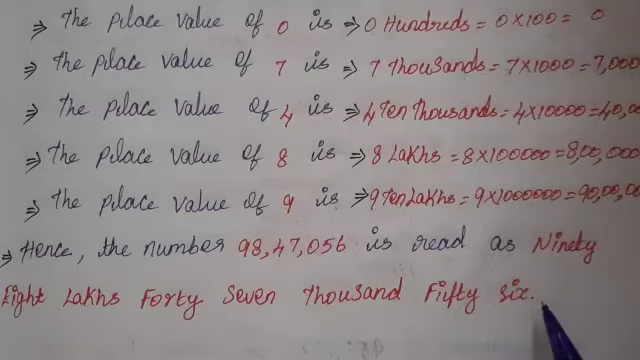 ⇒ The place value of 0 is ⇒ 0 Hundreds = 0×100 = 0
⇒ The place value of 7 is ⇒ 7 Thousands = 7×1000 = 7,000
⇒ The place value of 4 is ⇒ 4 Ten Thousands = 4×10000 = 40,0
⇒ The place value of 8 is ⇒ 8 Lakhs = 8×100000 = 8,00,000
⇒ The place value of 9 is ⇒ 9 Ten Lakhs = 9×1000000 = 90,00,00
⇒ Hence, the number 98,47,056 is read as Ninety
Eight Lakhs Forty Seven Thousand Fifty Six.